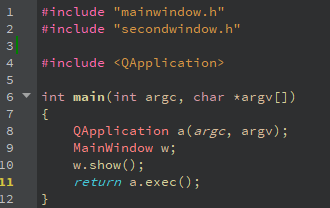 1 #include "mainwindow.h"
2 #include "secondwindow.h"
3
4 #include <QApplication>
5
6 int main(int argc, char *argv[])
7 {
8     QApplication a(argc, argv);
9     MainWindow w;
10     w.show();
11     return a.exec();
12 }